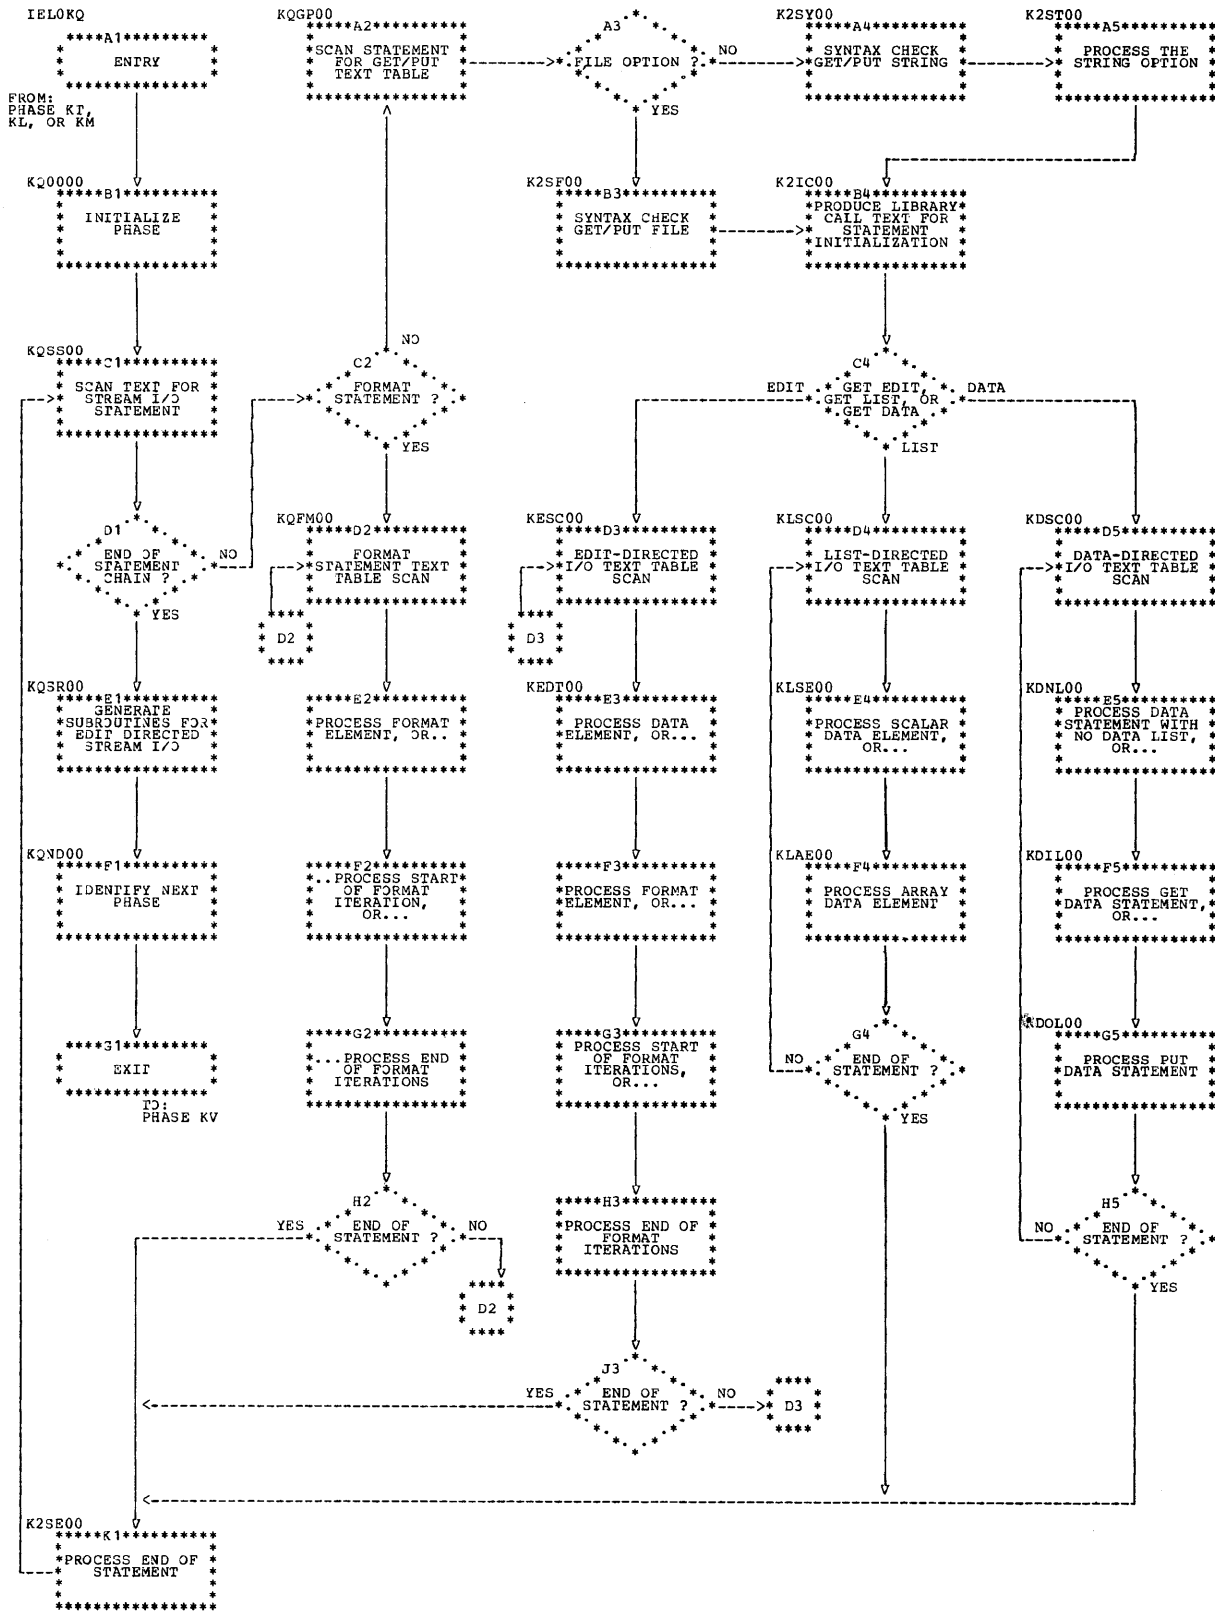 IEL0KQ
A1
ENTRY
FROM:
PHASE KT,
KL, OR KM
KQ0000
B1
INITIALIZE
PHASE
KQSS00
C1
SCAN TEXT FOR
STREAM I/O
STATEMENT
D1
END OF
STATEMENT
CHAIN ?
NO
YES
KQSR00
E1
GENERATE
SUBROUTINES FOR
EDIT DIRECTED
STREAM I/O
KQND00
F1
IDENTIFY NEXT
PHASE
G1
EXIT
TO:
PHASE KV
K2SE00
K1
PROCESS END OF
STATEMENT
KQGP00
A2
SCAN STATEMENT
FOR GET/PUT
TEXT TABLE
NO
C2
FORMAT
STATEMENT ?
YES
KQFM00
D2
FORMAT
STATEMENT TEXT
TABLE SCAN
D2
E2
PROCESS FORMAT
ELEMENT, OR...
F2
..PROCESS START
OF FORMAT
ITERATION,
OR...
G2
...PROCESS END
OF FORMAT
ITERATIONS
H2
YES
END OF
STATEMENT ?
NO
D2
A3
FILE OPTION ?
NO
YES
K2SF00
B3
SYNTAX CHECK
GET/PUT FILE
KESC00
D3
EDIT-DIRECTED
I/O TEXT TABLE
SCAN
D3
KEDT00
E3
PROCESS DATA
ELEMENT, OR...
F3
PROCESS FORMAT
ELEMENT, OR...
G3
PROCESS START
OF FORMAT
ITERATIONS,
OR...
H3
PROCESS END OF
FORMAT
ITERATIONS
J3
YES
END OF
STATEMENT ?
NO
D3
K2SY00
A4
SYNTAX CHECK
GET/PUT STRING
K2IC00
B4
PRODUCE LIBRARY
CALL TEXT FOR
STATEMENT
INITIALIZATION
C4
EDIT
GET EDIT,
GET LIST, OR
GET DATA
DATA
LIST
KLSC00
D4
LIST-DIRECTED
I/O TEXT TABLE
SCAN
KLSE00
E4
PROCESS SCALAR
DATA ELEMENT,
OR...
KLAE00
F4
PROCESS ARRAY
DATA ELEMENT
G4
NO
END OF
STATEMENT ?
YES
K2ST00
A5
PROCESS THE
STRING OPTION
KDSC00
D5
DATA-DIRECTED
I/O TEXT TABLE
SCAN
KDNL00
E5
PROCESS DATA
STATEMENT WITH
NO DATA LIST,
OR...
KDIL00
F5
PROCESS GET
DATA STATEMENT,
OR...
KDOL00
G5
PROCESS PUT
DATA STATEMENT
H5
NO
END OF
STATEMENT ?
YES